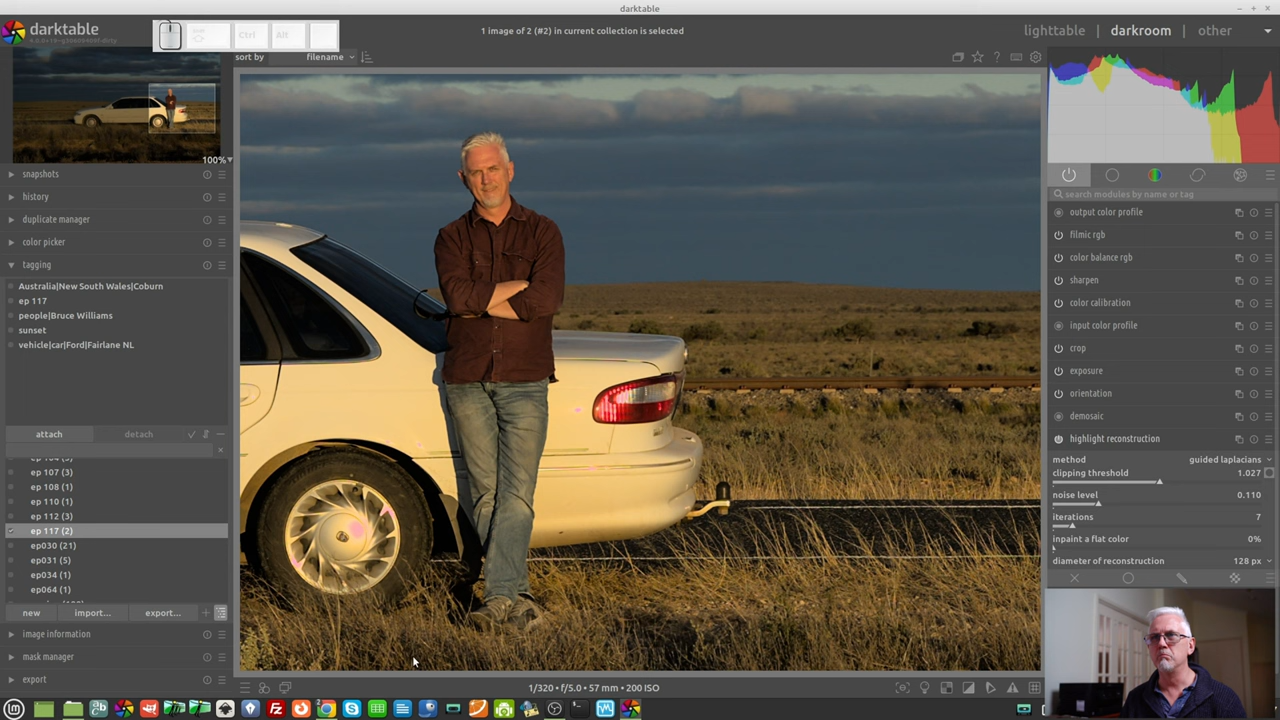 darktable
darktable
Ctrl
Alt
1 image of 2 (#2) in current collection is selected
lighttable | darkroom | other
sort by filename
100%
snapshots
history
duplicate manager
color picker
tagging
Australia|New South Wales|Coburn
ep 117
people|Bruce Williams
sunset
vehicle|car|Ford|Fairlane NL
attach
detach
ep 107 (3)
ep 108 (1)
ep 110 (1)
ep 112 (3)
ep 117 (2)
ep030 (21)
ep031 (5)
ep034 (1)
ep064 (1)
new
import...
export...
image information
mask manager
export
1/320 • f/5.0 • 57 mm • 200 ISO
search modules by name or tag
output color profile
filmic rgb
color balance rgb
sharpen
color calibration
input color profile
crop
exposure
orientation
demosaic
highlight reconstruction
method guided laplacians
clipping threshold 1.027
noise level 0.110
iterations 7
inpaint a flat color 0%
diameter of reconstruction 128 px